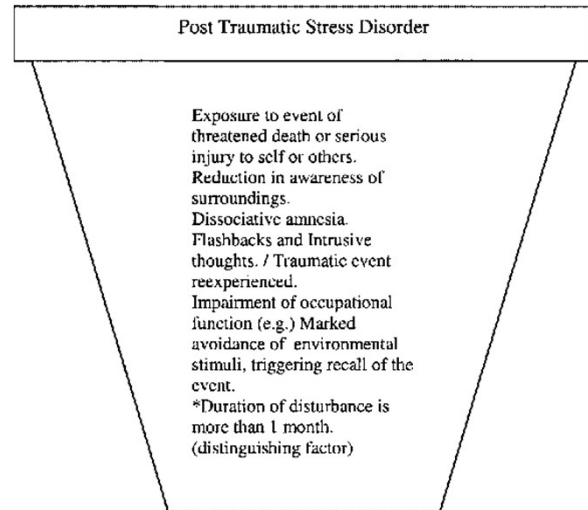 Post Traumatic Stress Disorder
Exposure to event of
threatened death or serious
injury to self or others.
Reduction in awareness of
surroundings.
Dissociative amnesia.
Flashbacks and Intrusive
thoughts. / Traumatic event
reexperienced.
Impairment of occupational
function (e.g.) Marked
avoidance of environmental
stimuli, triggering recall of the
event.
*Duration of disturbance is
more than 1 month.
(distinguishing factor)